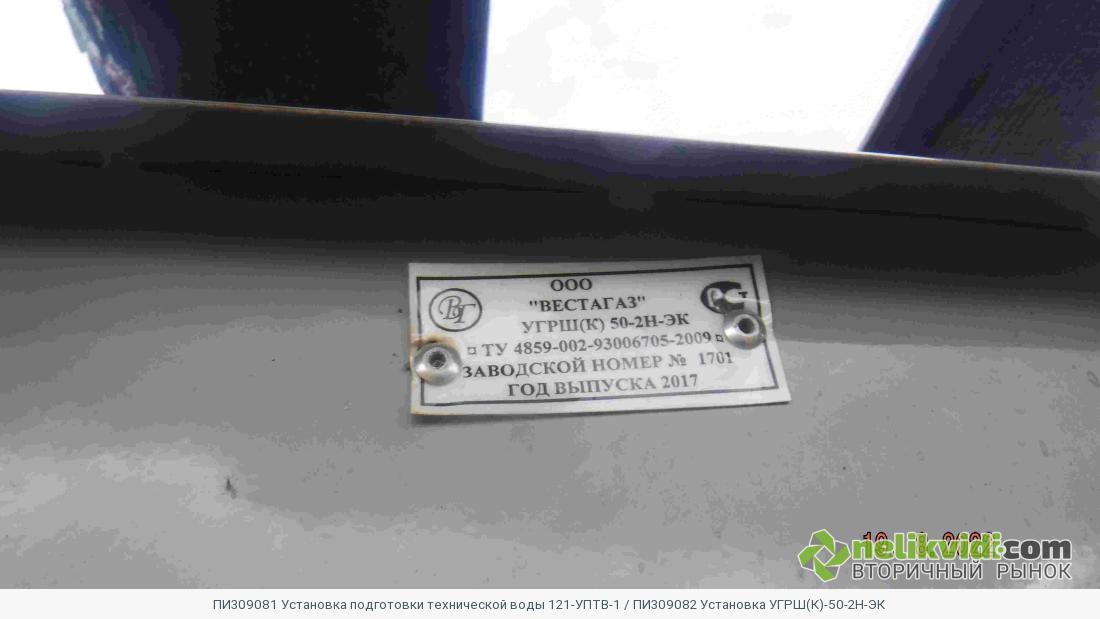 ООО
"ВЕСТАГАЗ"
ВГ
УГРШ(К) 50-2Н-ЭК
¤ ТУ 4859-002-93006705-2009 ¤
ЗАВОДСКОЙ НОМЕР № 1701
ГОД ВЫПУСКА 2017
nelikvidi.com
ВТОРИЧНЫЙ РЫНОК
ПИ309081 Установка подготовки технической воды 121-УПТВ-1 / ПИ309082 Установка УГРШ(К)-50-2Н-ЭК